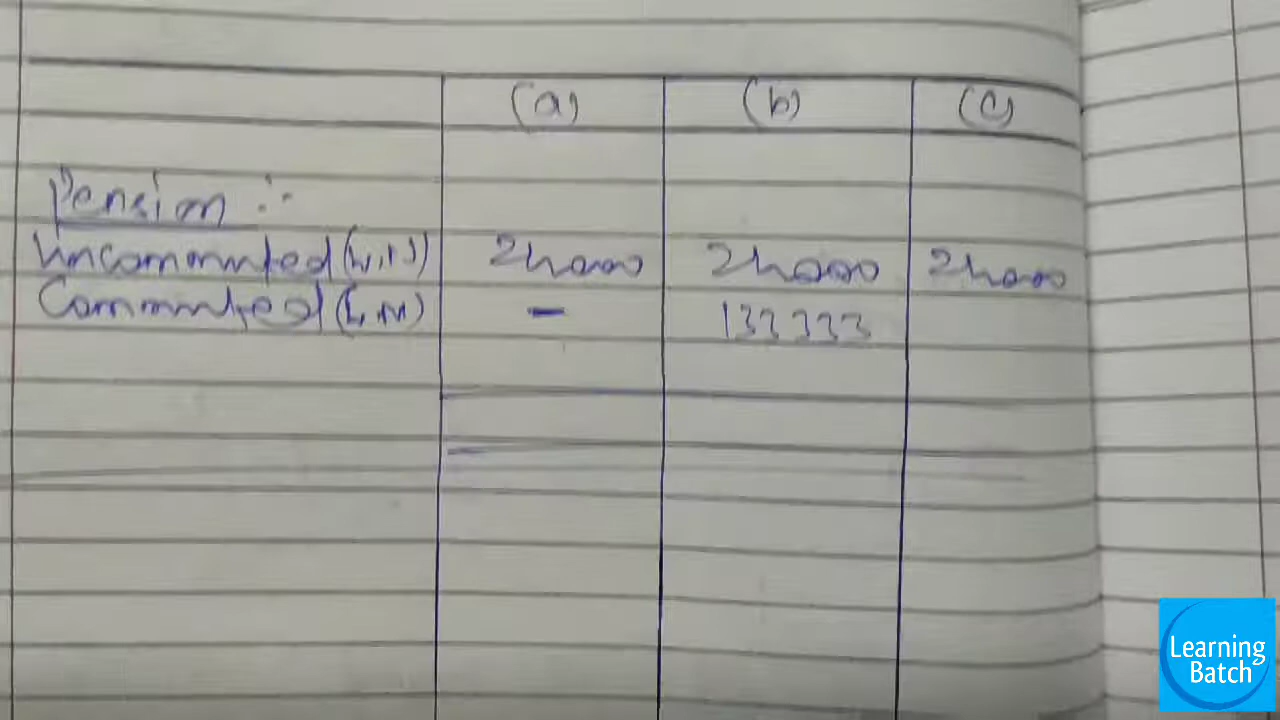 (a) (b) (c)
Pension :-
Uncommuted (W.N) 24000 24000 24000
Commuted (W.N) - 133333
Learning
Batch